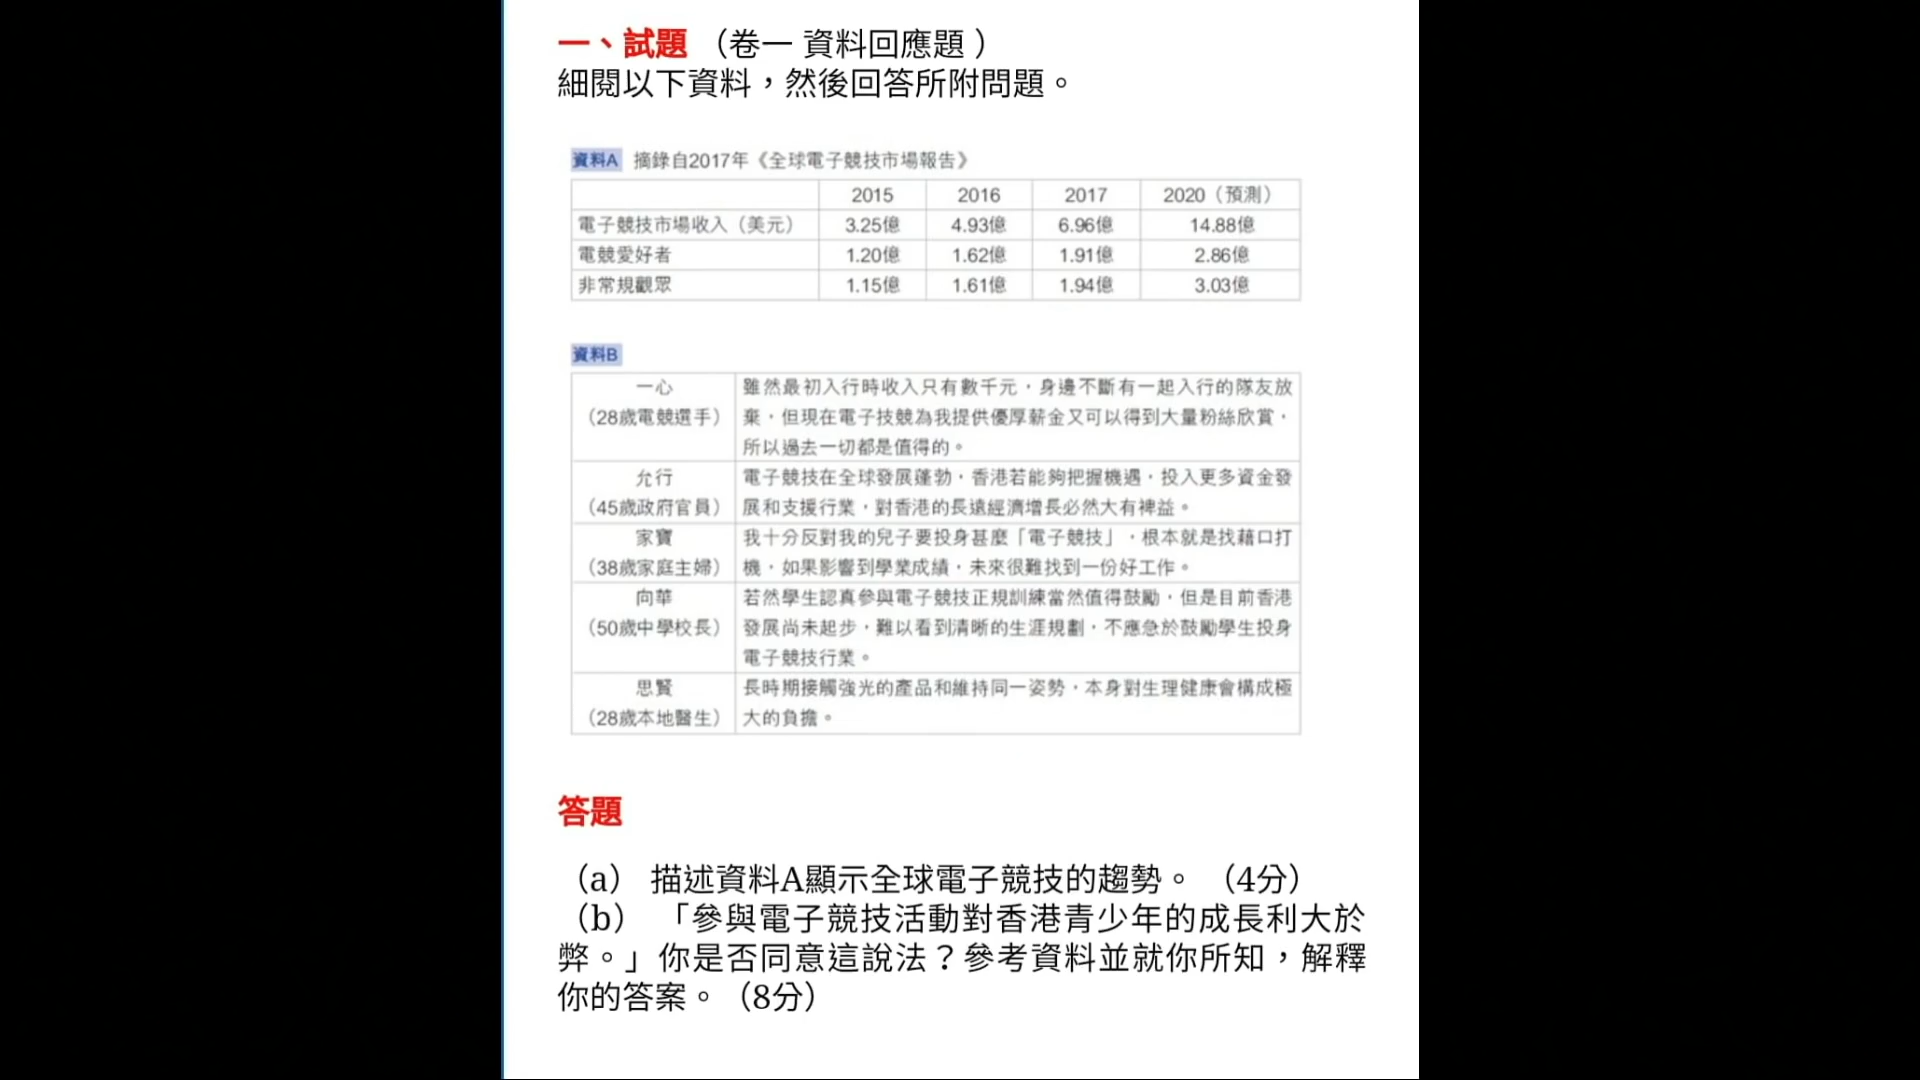 一、試題 （卷一 資料回應題 ）
細閱以下資料，然後回答所附問題。
資料A 摘錄自2017年《全球電子競技市場報告》
2015 2016 2017 2020（預測）
電子競技市場收入（美元） 3.25億 4.93億 6.96億 14.88億
電競愛好者 1.20億 1.62億 1.91億 2.86億
非常規觀眾 1.15億 1.61億 1.94億 3.03億
資料B
一心
（28歲電競選手）
雖然最初入行時收入只有數千元，身邊不斷有一起入行的隊友放
棄，但現在電子技競為我提供優厚薪金又可以得到大量粉絲欣賞，
所以過去一切都是值得的。
允行
（45歲政府官員）
電子競技在全球發展蓬勃，香港若能夠把握機遇，投入更多資金發
展和支援行業，對香港的長遠經濟增長必然大有裨益。
家寶
（38歲家庭主婦）
我十分反對我的兒子要投身甚麼「電子競技」，根本就是找藉口打
機，如果影響到學業成績，未來很難找到一份好工作。
向華
（50歲中學校長）
若然學生認真參與電子競技正規訓練當然值得鼓勵，但是目前香港
發展尚未起步，難以看到清晰的生涯規劃，不應急於鼓勵學生投身
電子競技行業。
思賢
（28歲本地醫生）
長時期接觸強光的產品和維持同一姿勢，本身對生理健康會構成極
大的負擔。
答題
（a） 描述資料A顯示全球電子競技的趨勢。 （4分）
（b） 「參與電子競技活動對香港青少年的成長利大於
弊。」你是否同意這說法？參考資料並就你所知，解釋
你的答案。（8分）